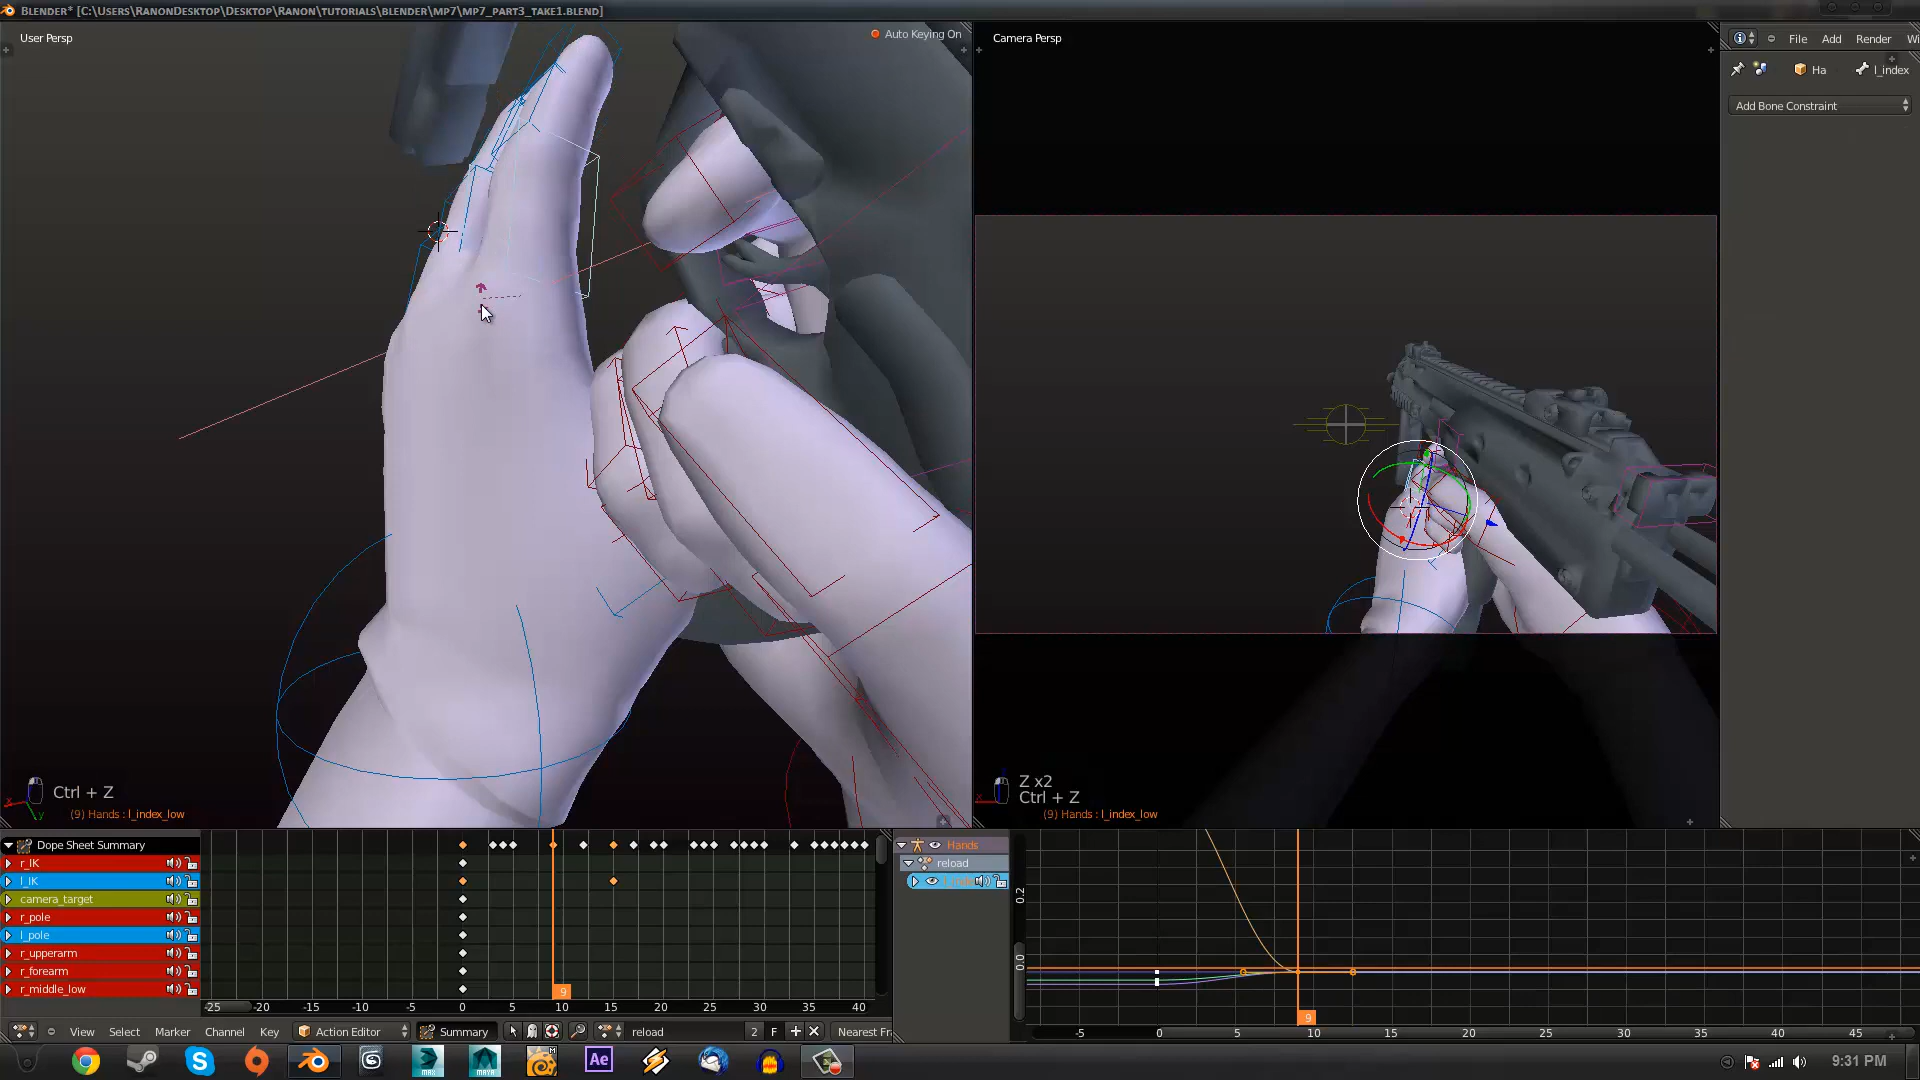 BLENDER* [C:\USERS\RANONDESKTOP\DESKTOP\RANON\TUTORIALS\BLENDER\MP7\MP7_PART3_TAKE1.BLEND]
User Persp
Auto Keying On
Camera Persp
File Add Render Wi
Ha l_index
Add Bone Constraint
Ctrl + Z
(9) Hands : l_index_low
Z x2
Ctrl + Z
(9) Hands : l_index_low
Dope Sheet Summary
r_IK
l_IK
camera_target
r_pole
l_pole
r_upperarm
r_forearm
r_middle_low
Hands
reload
0.2
0.0
9
-25 -20 -15 -10 -5 0 5 10 15 20 25 30 35 40
9
-5 0 5 10 15 20 25 30 35 40 45
View Select Marker Channel Key Action Editor Summary reload 2 F Nearest Fr
MAX MAYA Ae
9:31 PM